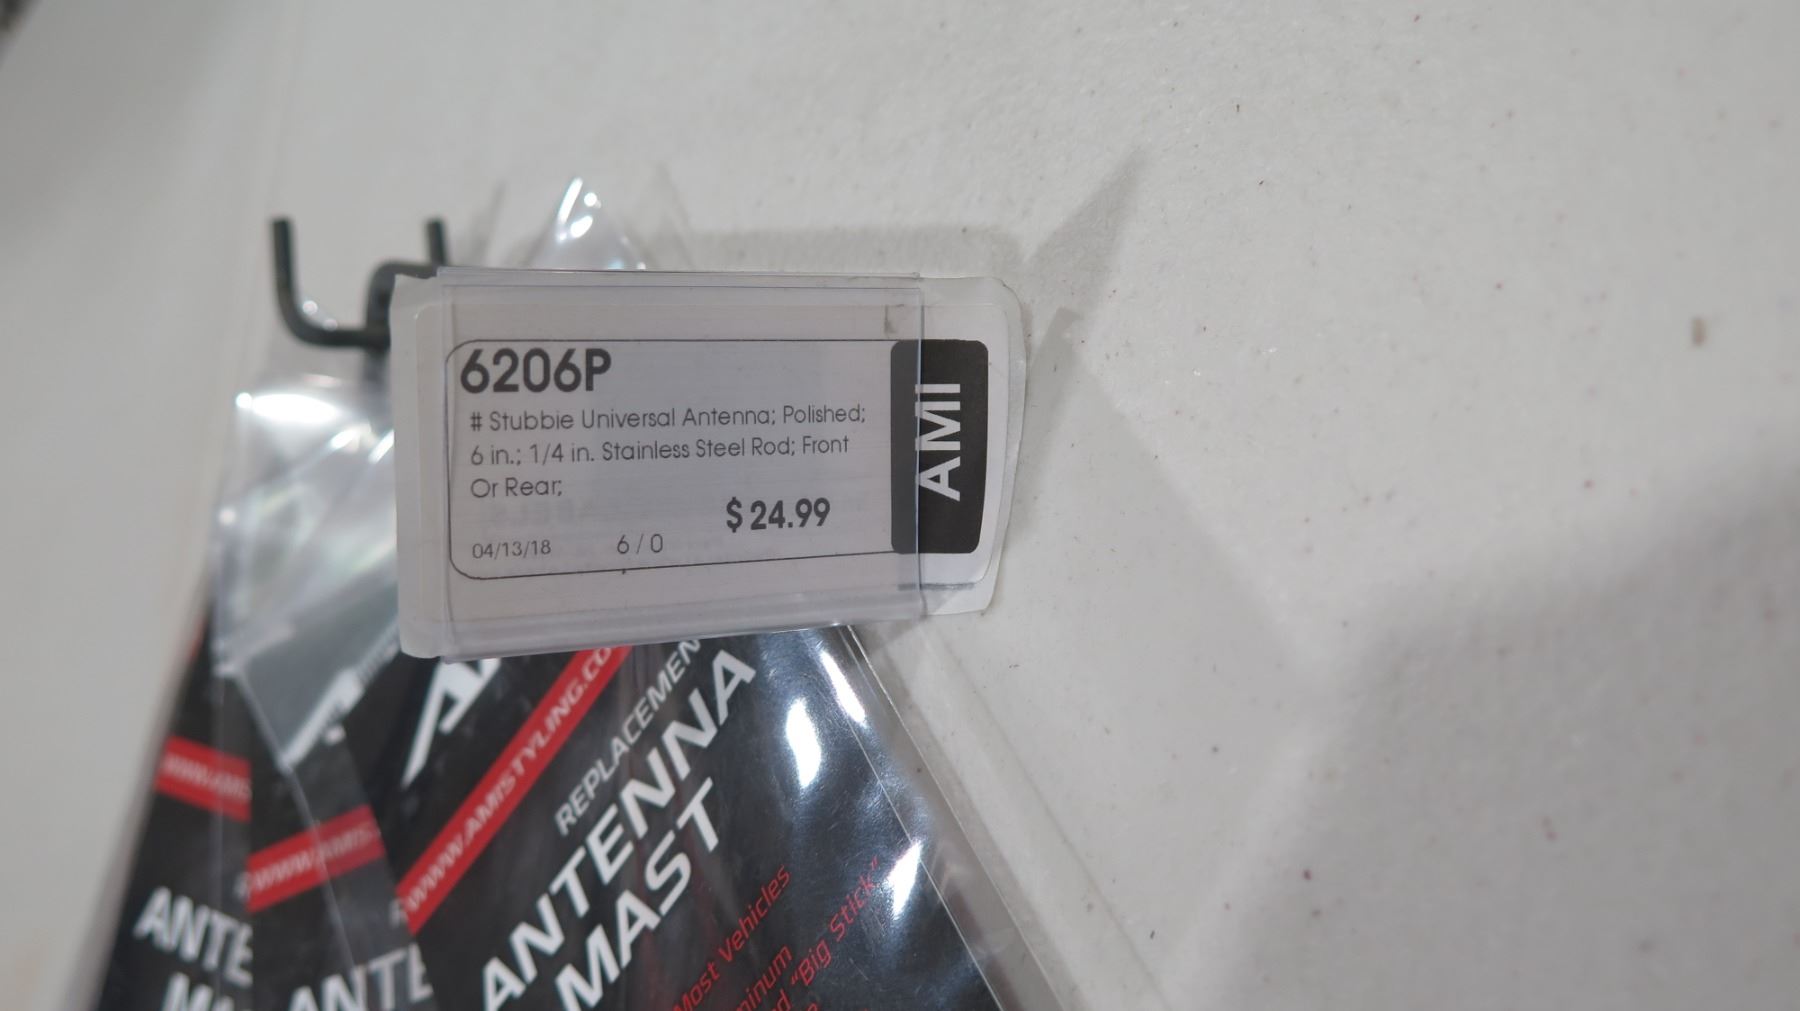 6206P
# Stubbie Universal Antenna; Polished;
6 in.; 1/4 in. Stainless Steel Rod; Front
Or Rear;
$ 24.99
04/13/18 6 / 0
AMI
REPLACEMEN
ANTENNA
MAST
WWW.AMISTYLING.CO
Most Vehicles
minum
"Big Stick"
ANTE
ANTE